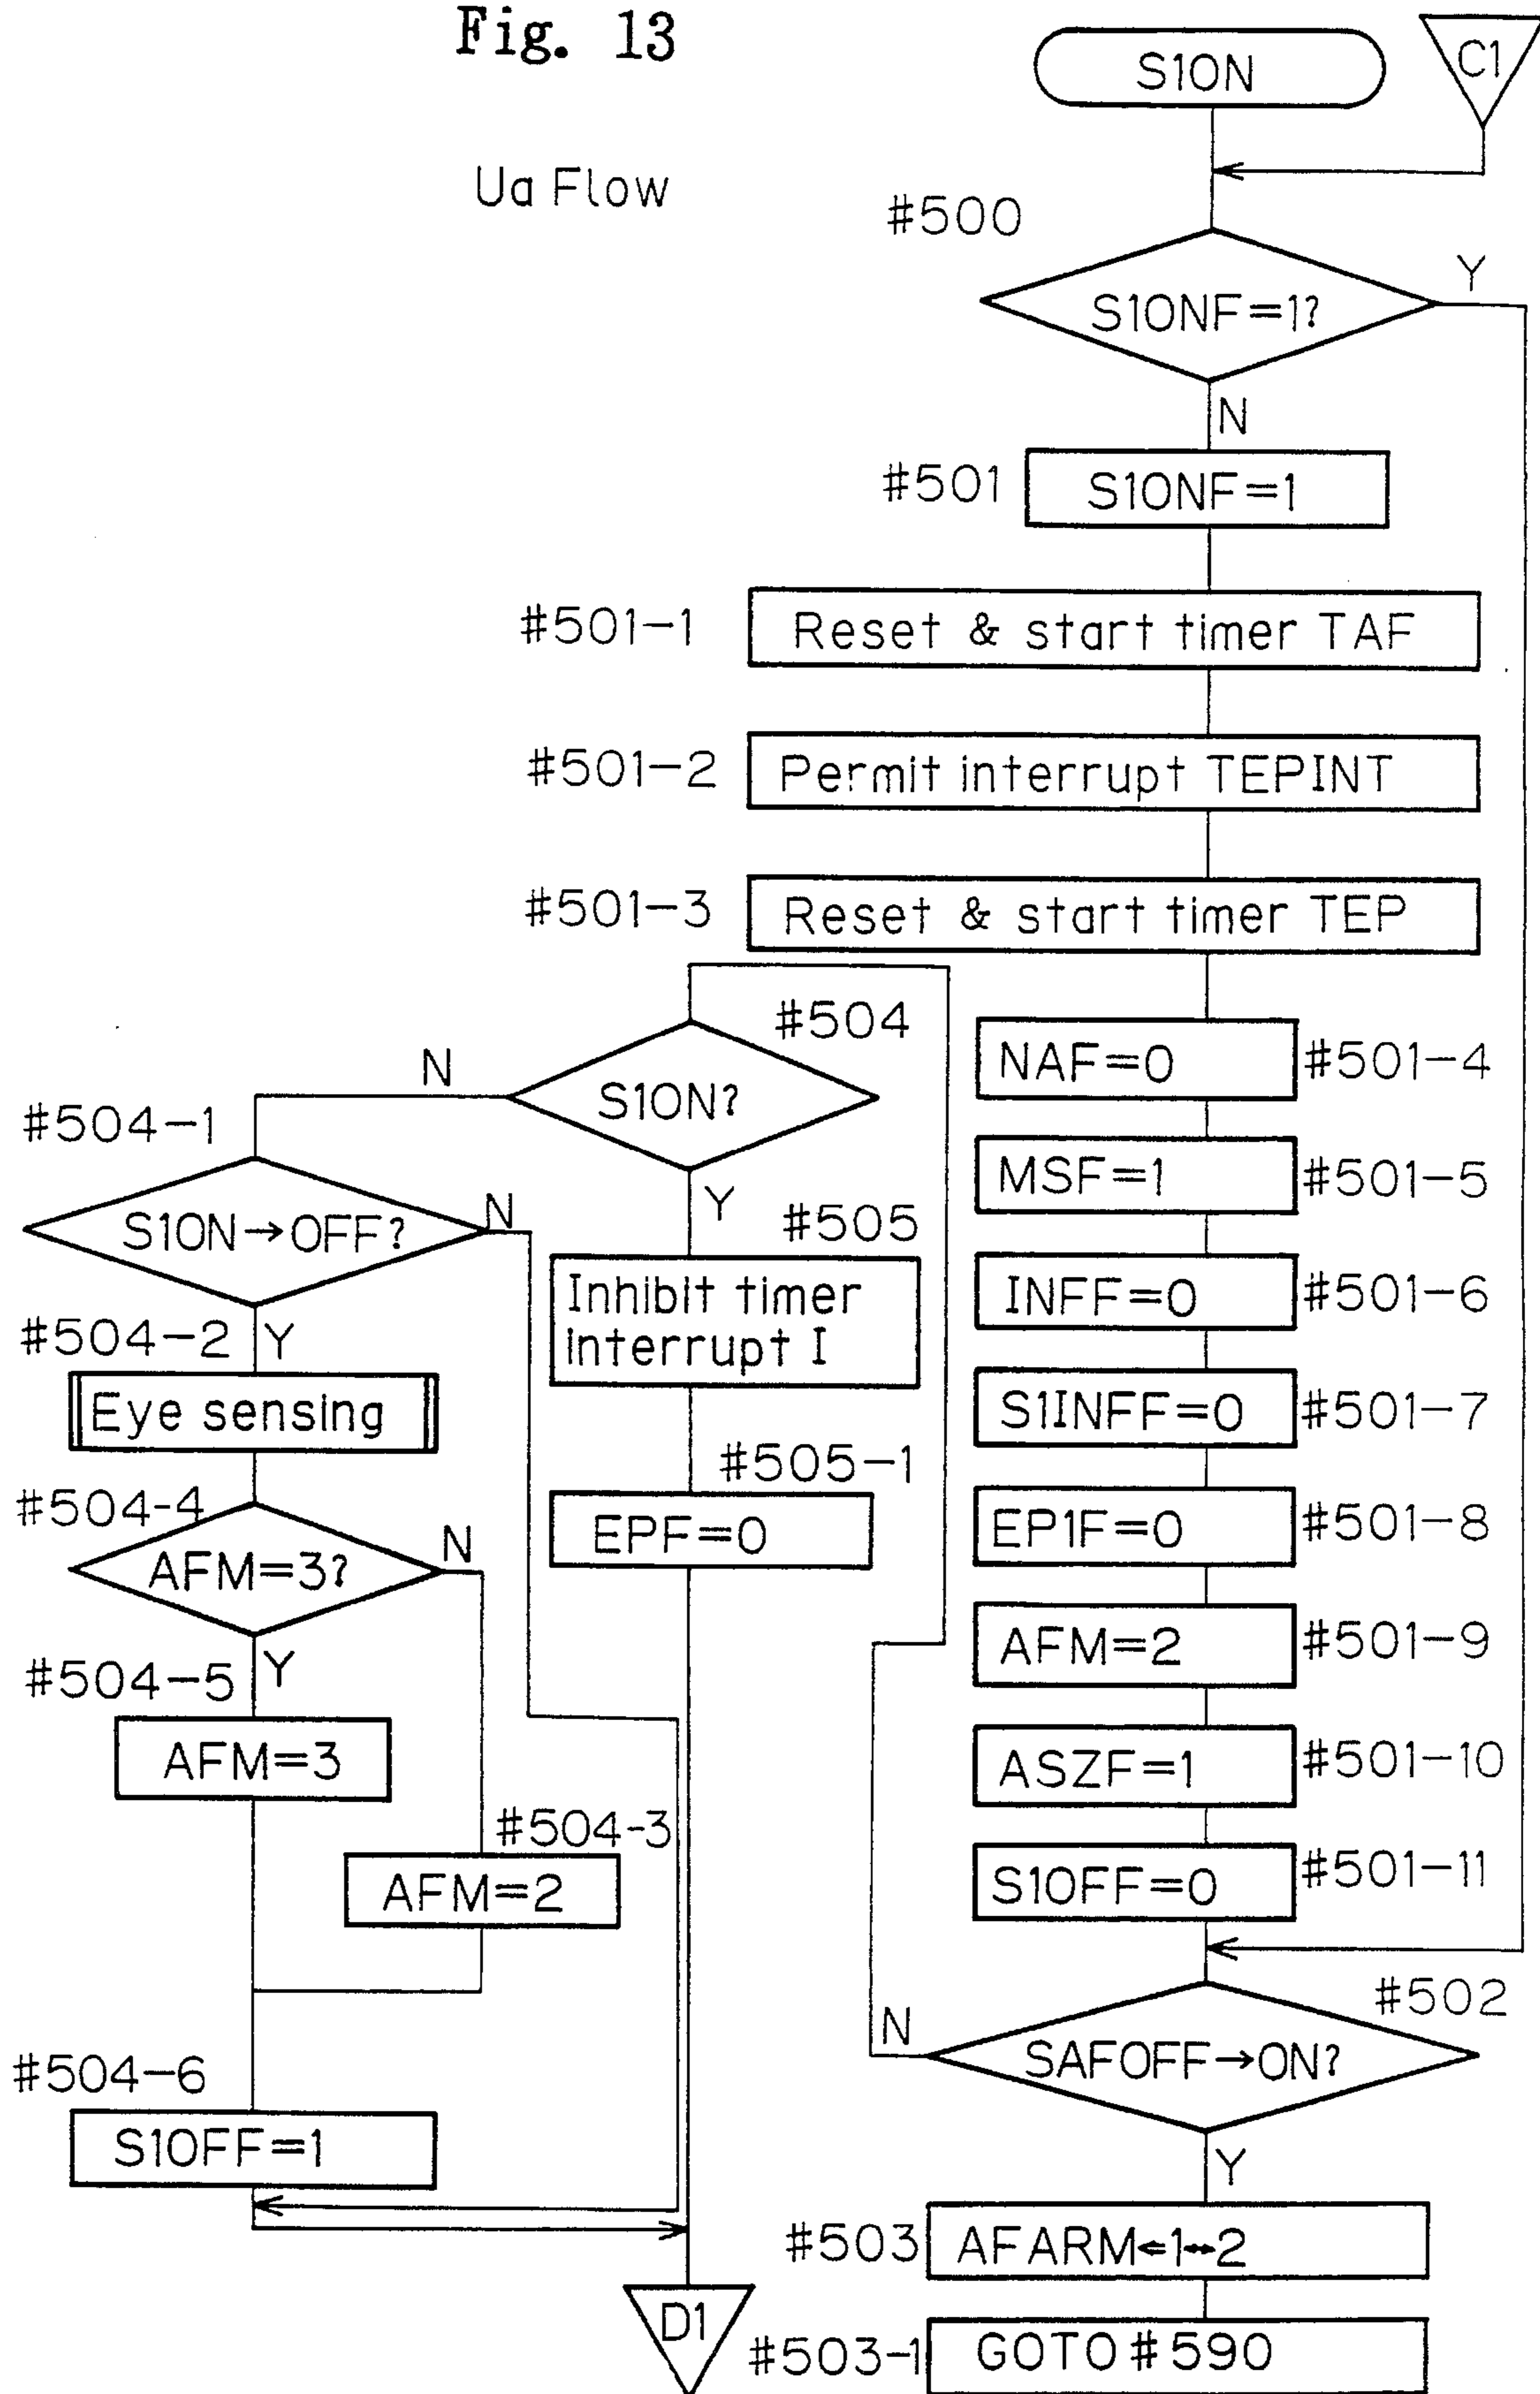 Fig. 13
Ua Flow
S1ON
C1
#500
S1ONF=1?
Y
N
#501
S1ONF=1
#501-1
Reset & start timer TAF
#501-2
Permit interrupt TEPINT
#501-3
Reset & start timer TEP
NAF=0
#501-4
MSF=1
#501-5
INFF=0
#501-6
S1INFF=0
#501-7
EP1F=0
#501-8
AFM=2
#501-9
ASZF=1
#501-10
S1OFF=0
#501-11
#502
SAFOFF→ON?
N
Y
#503
AFARM⇐1↔2
#503-1
GOTO #590
#504
S1ON?
N
Y
#505
Inhibit timer
interrupt I
#505-1
EPF=0
#504-1
S1ON→OFF?
N
Y
#504-2
Eye sensing
#504-4
AFM=3?
N
Y
#504-5
AFM=3
#504-3
AFM=2
#504-6
S1OFF=1
D1